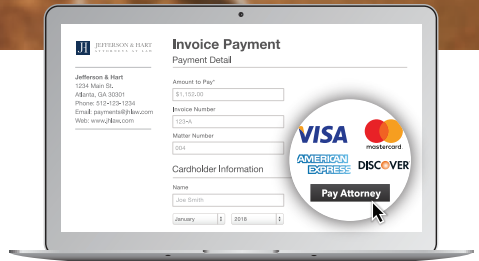 JEFFERSON & HART
ATTORNEYS AT LAW
Jefferson & Hart
1234 Main St.
Atlanta, GA 30301
Phone: 512-123-1234
Email: payments@jhlaw.com
Web: www.jhlaw.com
Invoice Payment
Payment Detail
Amount to Pay*
$1,152.00
Invoice Number
123-A
Matter Number
004
Cardholder Information
Name
Joe Smith
January
2018
VISA
mastercard.
AMERICAN
EXPRESS
DISCOVER
Pay Attorney